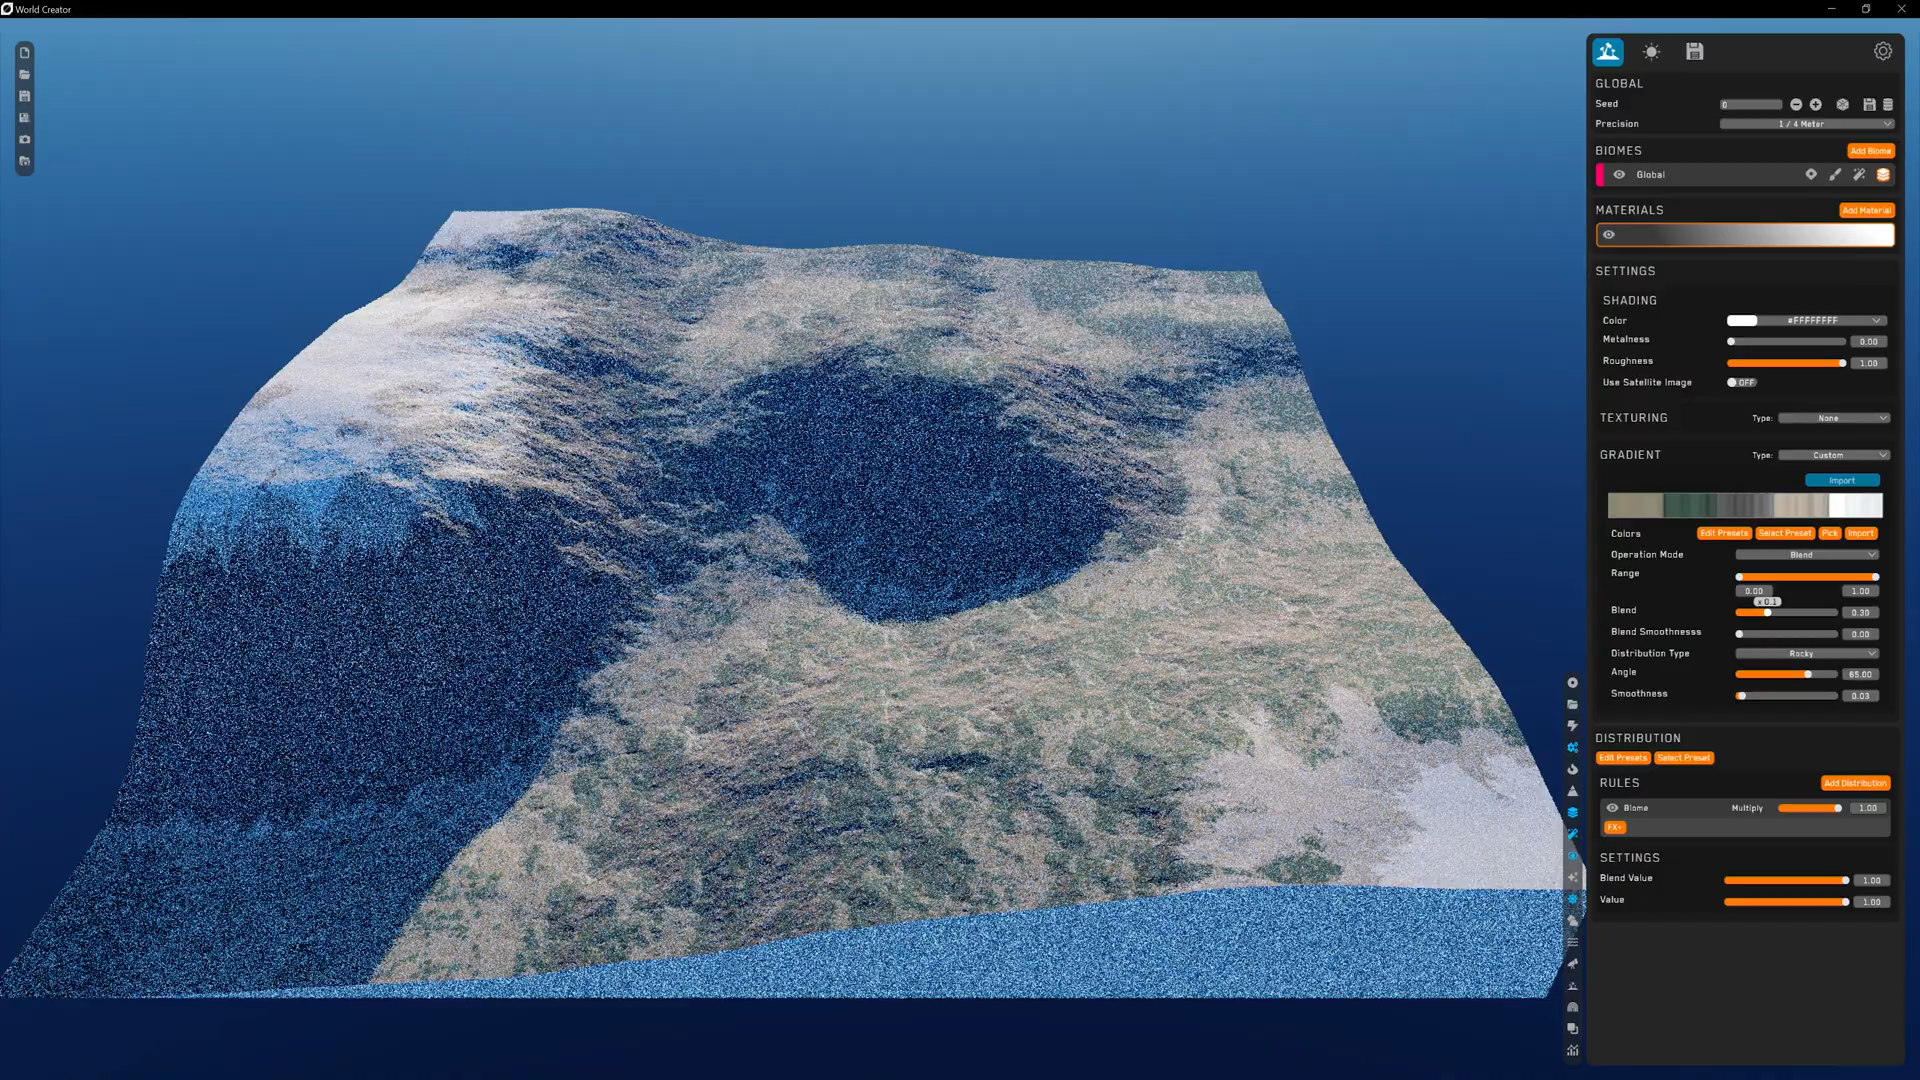 World Creator
GLOBAL
Seed 0
Precision 1 / 4 Meter
BIOMES Add Biome
Global
MATERIALS Add Material
SETTINGS
SHADING
Color #FFFFFFFF
Metalness 0.00
Roughness 1.00
Use Satellite Image OFF
TEXTURING Type: None
GRADIENT Type: Custom
Import
Colors Edit Presets Select Preset Pick Import
Operation Mode Blend
Range
0.00 1.00
x 0.1
Blend 0.30
Blend Smoothnesss 0.00
Distribution Type Rocky
Angle 65.00
Smoothness 0.03
DISTRIBUTION
Edit Presets Select Preset
RULES Add Distribution
Biome Multiply 1.00
FX+
SETTINGS
Blend Value 1.00
Value 1.00